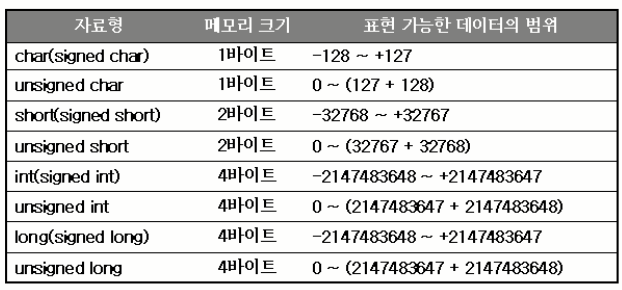 자료형 메모리 크기 표현 가능한 데이터의 범위
char(signed char) 1바이트 -128 ~ +127
unsigned char 1바이트 0 ~ (127 + 128)
short(signed short) 2바이트 -32768 ~ +32767
unsigned short 2바이트 0 ~ (32767 + 32768)
int(signed int) 4바이트 -2147483648 ~ +2147483647
unsigned int 4바이트 0 ~ (2147483647 + 2147483648)
long(signed long) 4바이트 -2147483648 ~ +2147483647
unsigned long 4바이트 0 ~ (2147483647 + 2147483648)